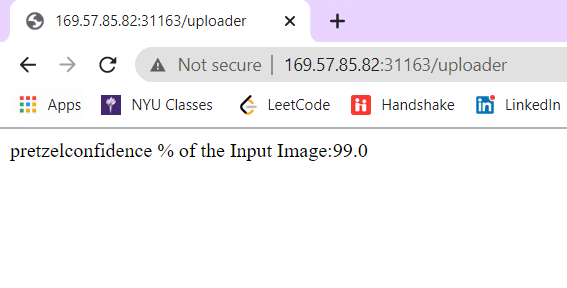 169.57.85.82:31163/uploader
Not secure | 169.57.85.82:31163/uploader
Apps NYU Classes LeetCode Handshake LinkedIn
pretzelconfidence % of the Input Image:99.0